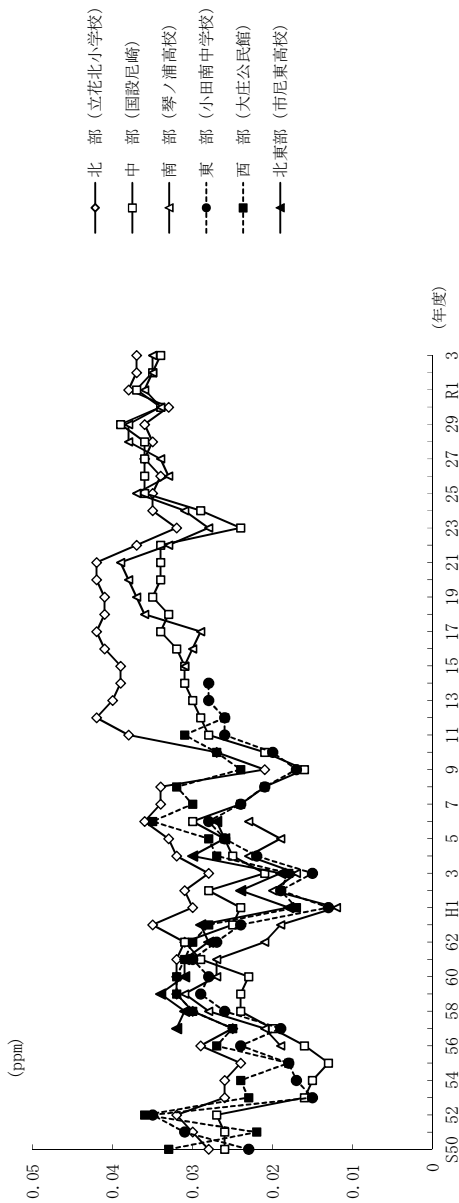 (ppm)
0.05
0.04
0.03
0.02
0.01
0
S50 52 54 56 58 60 62 H1 3 5 7 9 11 13 15 17 19 21 23 25 27 29 R1 3
(年度)
北　部（立花北小学校）
中　部（国設尼崎）
南　部（琴ノ浦高校）
東　部（小田南中学校）
西　部（大庄公民館）
北東部（市尼東高校）